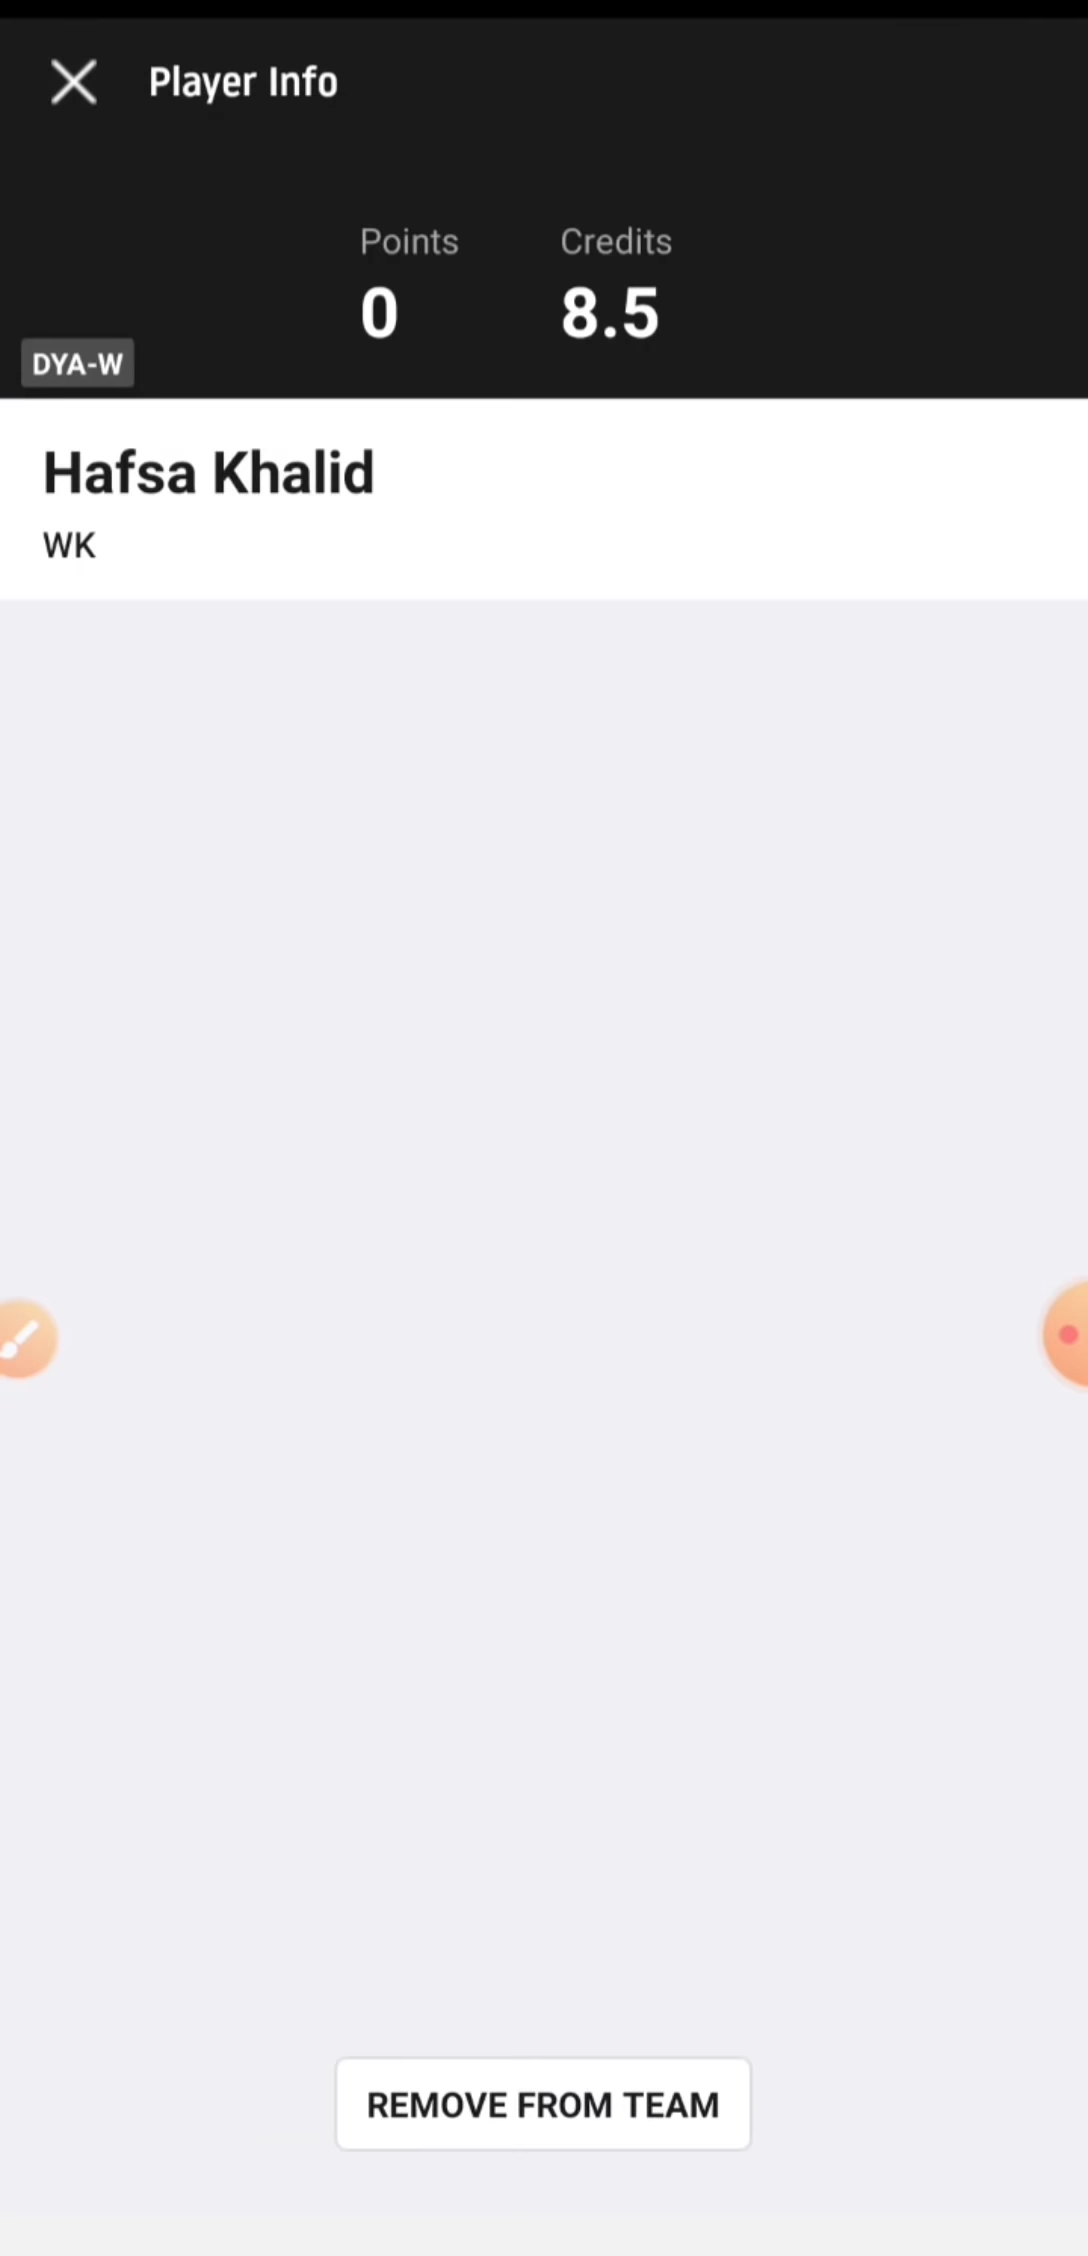 Player Info
Points Credits
0 8.5
DYA-W
Hafsa Khalid
WK
REMOVE FROM TEAM